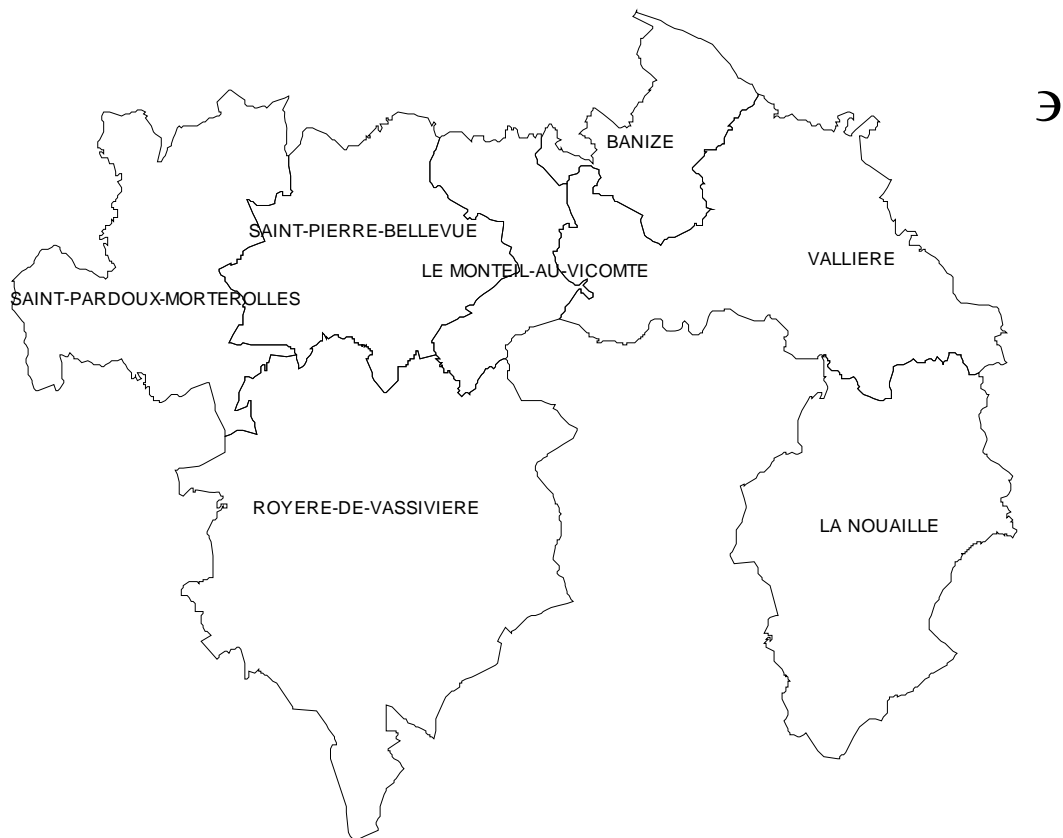 BANIZE
SAINT-PIERRE-BELLEVUE
VALLIERE
LE MONTEIL-AU-VICOMTE
SAINT-PARDOUX-MORTEROLLES
ROYERE-DE-VASSIVIERE
LA NOUAILLE